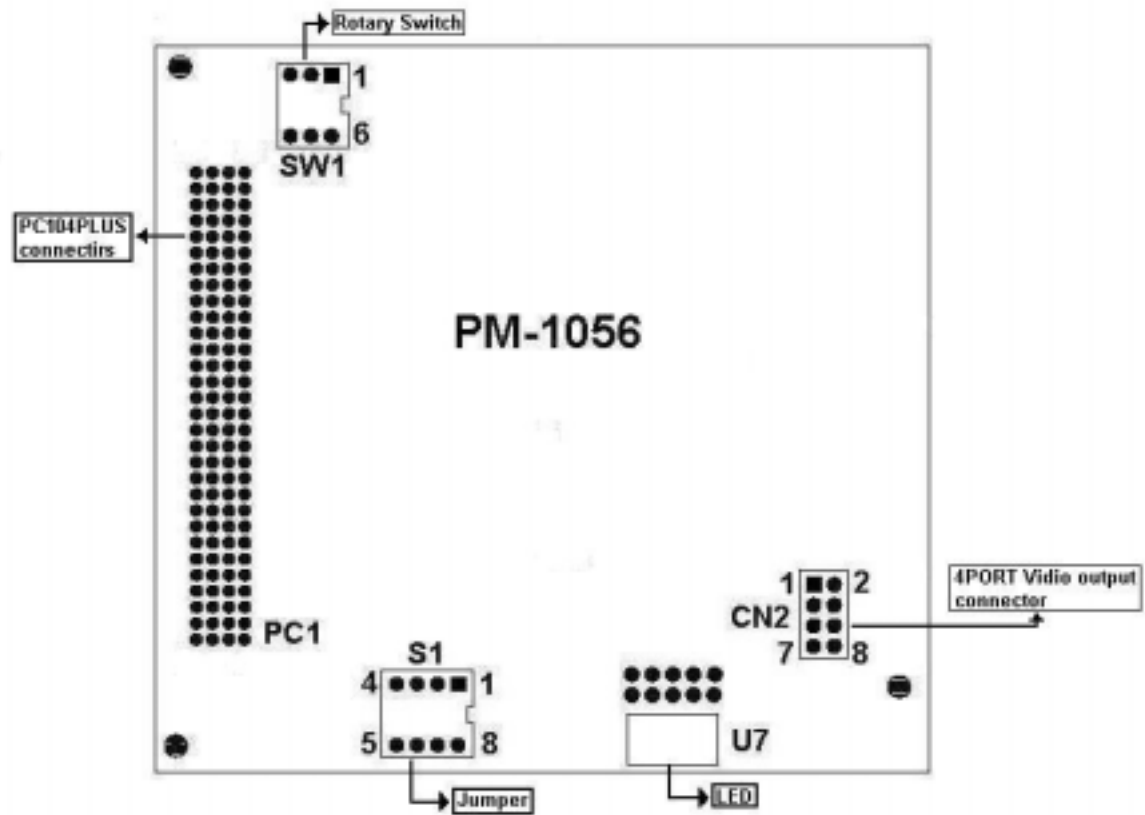 Rotary Switch
1
6
SW1
PC104PLUS
connectirs
PM-1056
4PORT Vidio output
connector
1
2
CN2
7
8
PC1
S1
4
1
5
8
U7
Jumper
LED